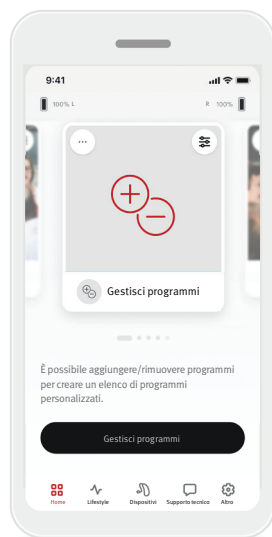 9:41
100% L R 100%
...
Gestisci programmi
È possibile aggiungere/rimuovere programmi
per creare un elenco di programmi
personalizzati.
Gestisci programmi
Home Lifestyle Dispositivi Supporto tecnico Altro